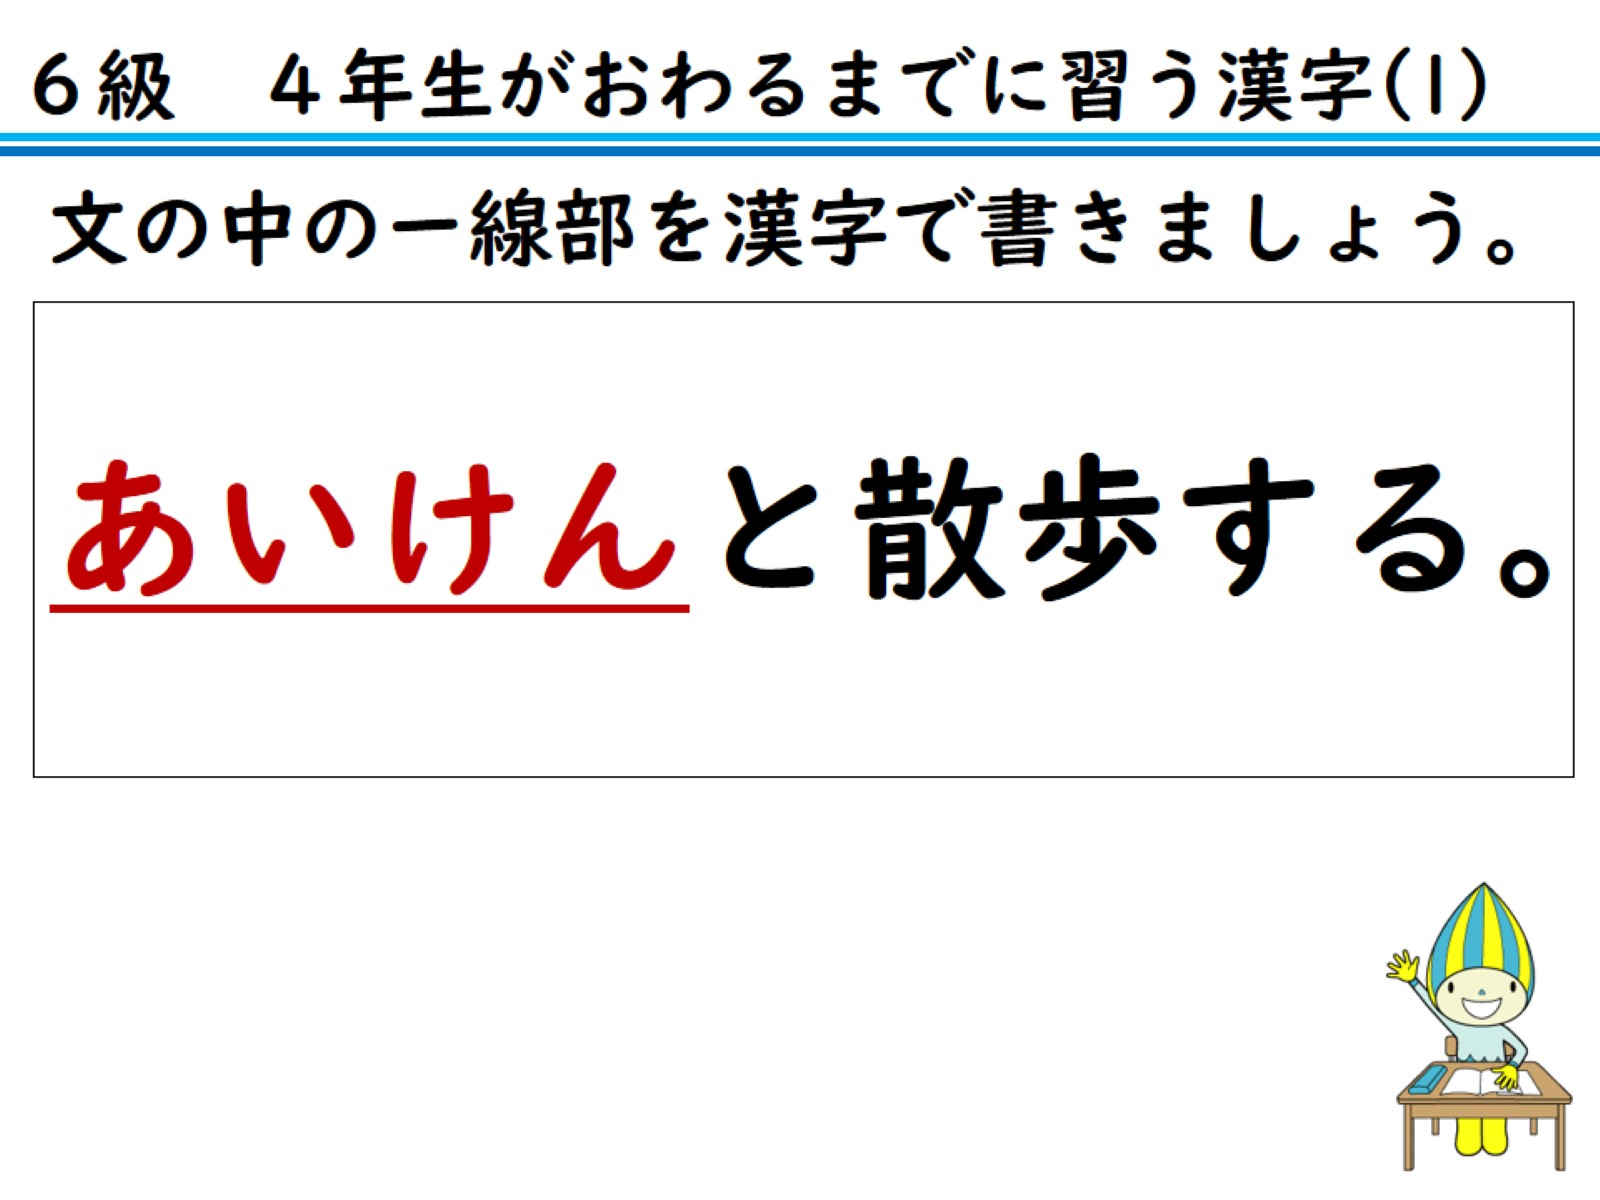 ６級　４年生がおわるまでに習う漢字(1)
文の中の一線部を漢字で書きましょう。
あいけんと散歩する。